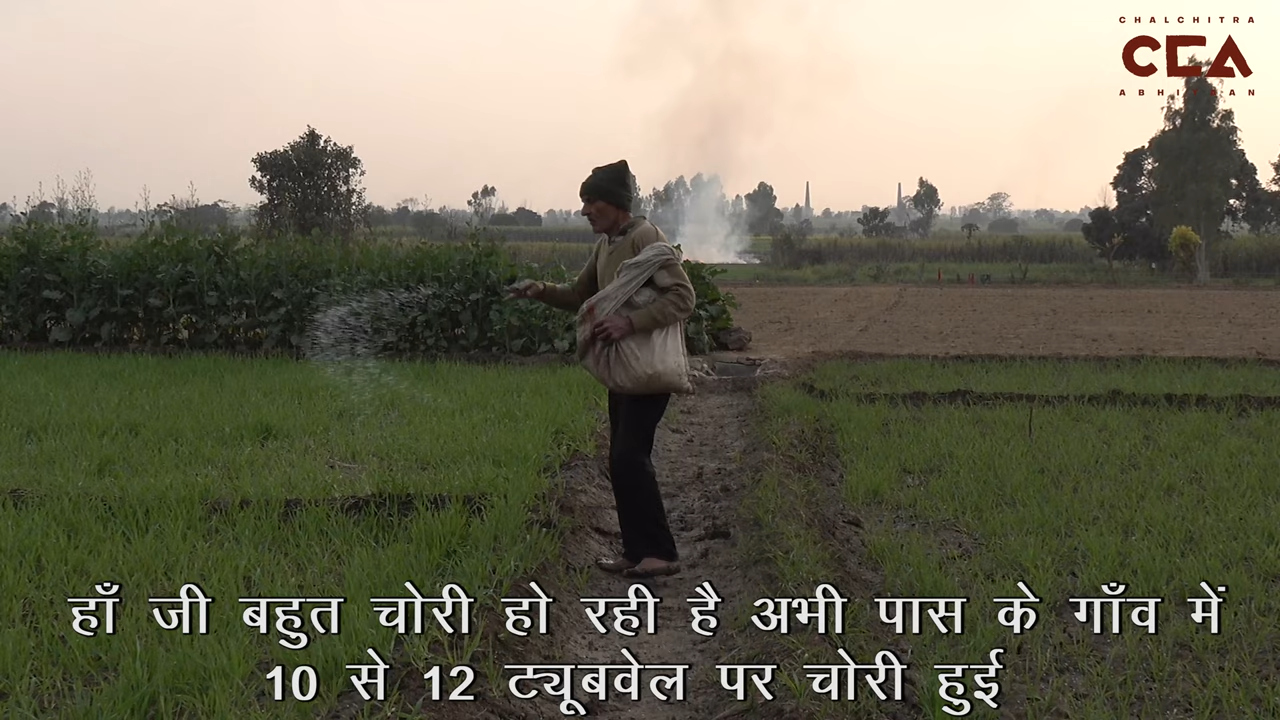 CHALCHITRA
CEA
ABHIYAAN
हाँ जी बहुत चोरी हो रही है अभी पास के गाँव में
10 से 12 ट्यूबवेल पर चोरी हुई